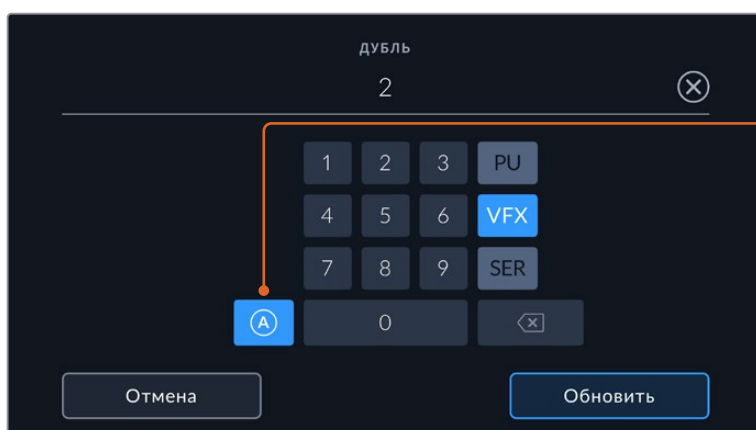 ДУБЛЬ
2
1 2 3 PU
4 5 6 VFX
7 8 9 SER
A 0
Отмена Обновить